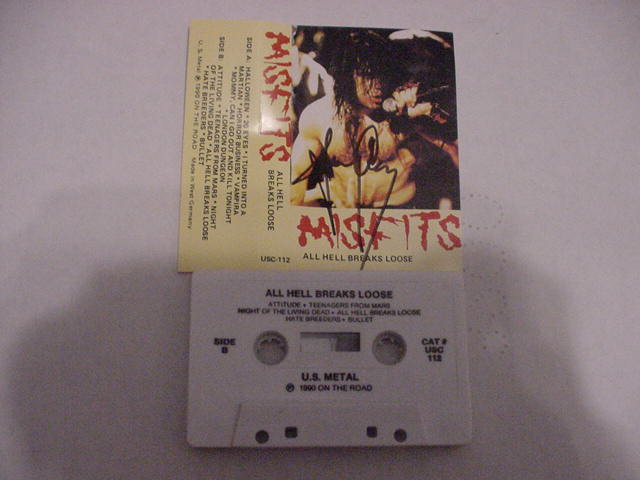 MISFITS
ALL HELL
BREAKS LOOSE
SIDE A: HALLOWEEN * 20 EYES * I TURNED INTO A
MARTIAN * HORROR BUSINESS * VAMPIRA
* MOMMY, CAN I GO OUT AND KILL TONIGHT
* LONDON DUNGEON
SIDE B: ATTITUDE * TEENAGERS FROM MARS * NIGHT
OF THE LIVING DEAD * ALL HELL BREAKS LOOSE
* HATE BREEDERS * BULLET
U. S. Metal ℗ 1990 ON THE ROAD Made in West Germany
USC-112
MISFITS
ALL HELL BREAKS LOOSE
ALL HELL BREAKS LOOSE
ATTITUDE • TEENAGERS FROM MARS
NIGHT OF THE LIVING DEAD • ALL HELL BREAKS LOOSE
HATE BREEDERS • BULLET
SIDE
B
CAT #
USC
112
U.S. METAL
℗ 1990 ON THE ROAD